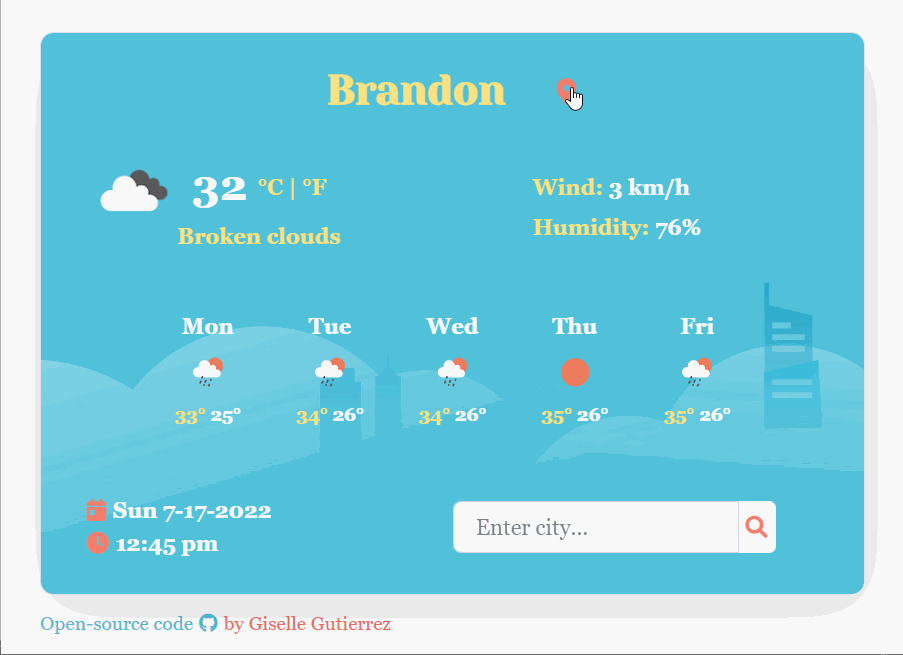 Brandon
32 °C | °F
Broken clouds
Wind: 3 km/h
Humidity: 76%
Mon Tue Wed Thu Fri
33° 25° 34° 26° 34° 26° 35° 26° 35° 26°
Sun 7-17-2022
12:45 pm
Enter city...
Open-source code by Giselle Gutierrez